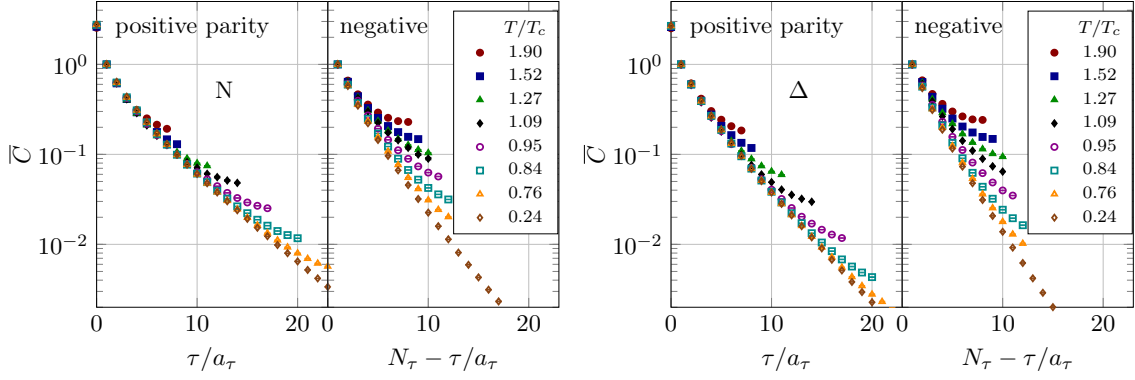 positive parity
negative
T/T_c
1.90
1.52
1.27
1.09
0.95
0.84
0.76
0.24
N
10^0
10^{-1}
10^{-2}
\overline{C}
0 10 20
0 10 20
τ/a_τ
N_τ − τ/a_τ
positive parity
negative
T/T_c
1.90
1.52
1.27
1.09
0.95
0.84
0.76
0.24
Δ
10^0
10^{-1}
10^{-2}
\overline{C}
0 10 20
0 10 20
τ/a_τ
N_τ − τ/a_τ